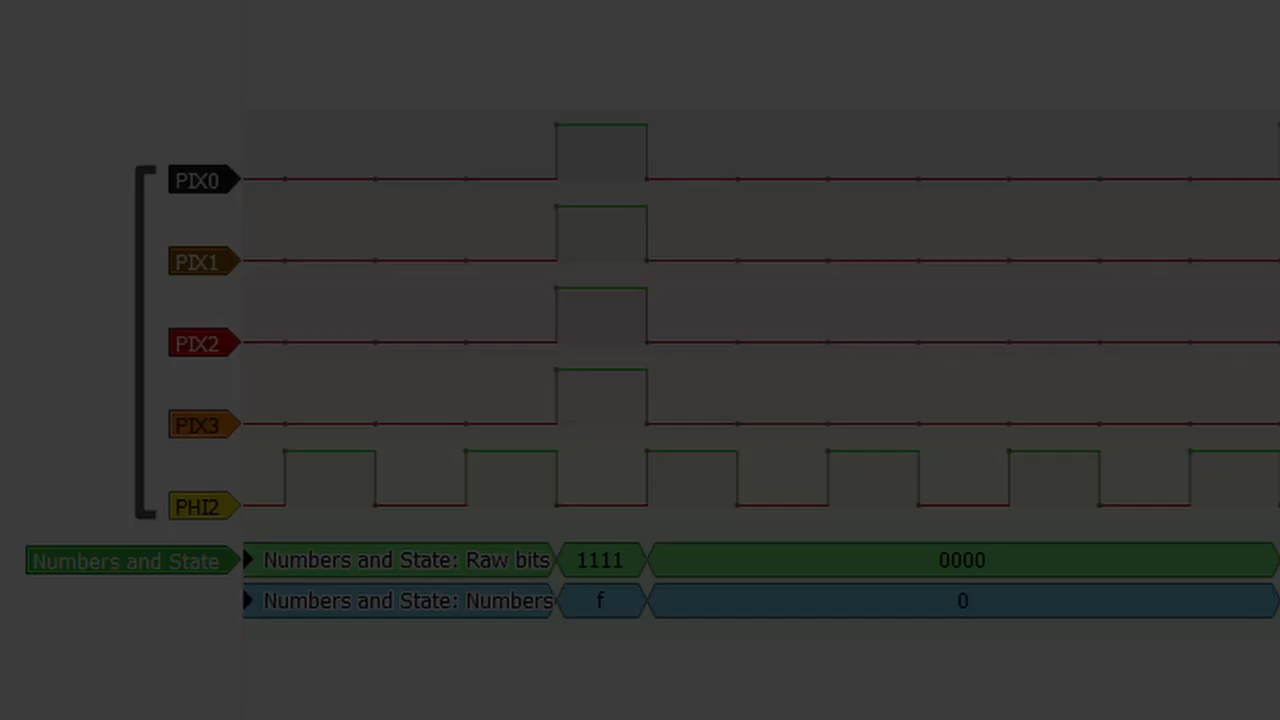 PIX0
PIX1
PIX2
PIX3
PHI2
Numbers and State
Numbers and State: Raw bits
1111
0000
Numbers and State: Numbers
f
0